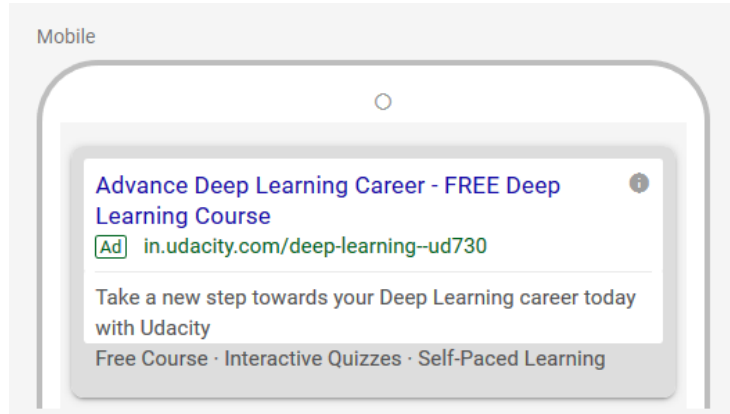 Mobile
Advance Deep Learning Career - FREE Deep
Learning Course
Ad in.udacity.com/deep-learning--ud730
Take a new step towards your Deep Learning career today
with Udacity
Free Course · Interactive Quizzes · Self-Paced Learning